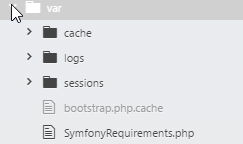 var
cache
logs
sessions
bootstrap.php.cache
SymfonyRequirements.php